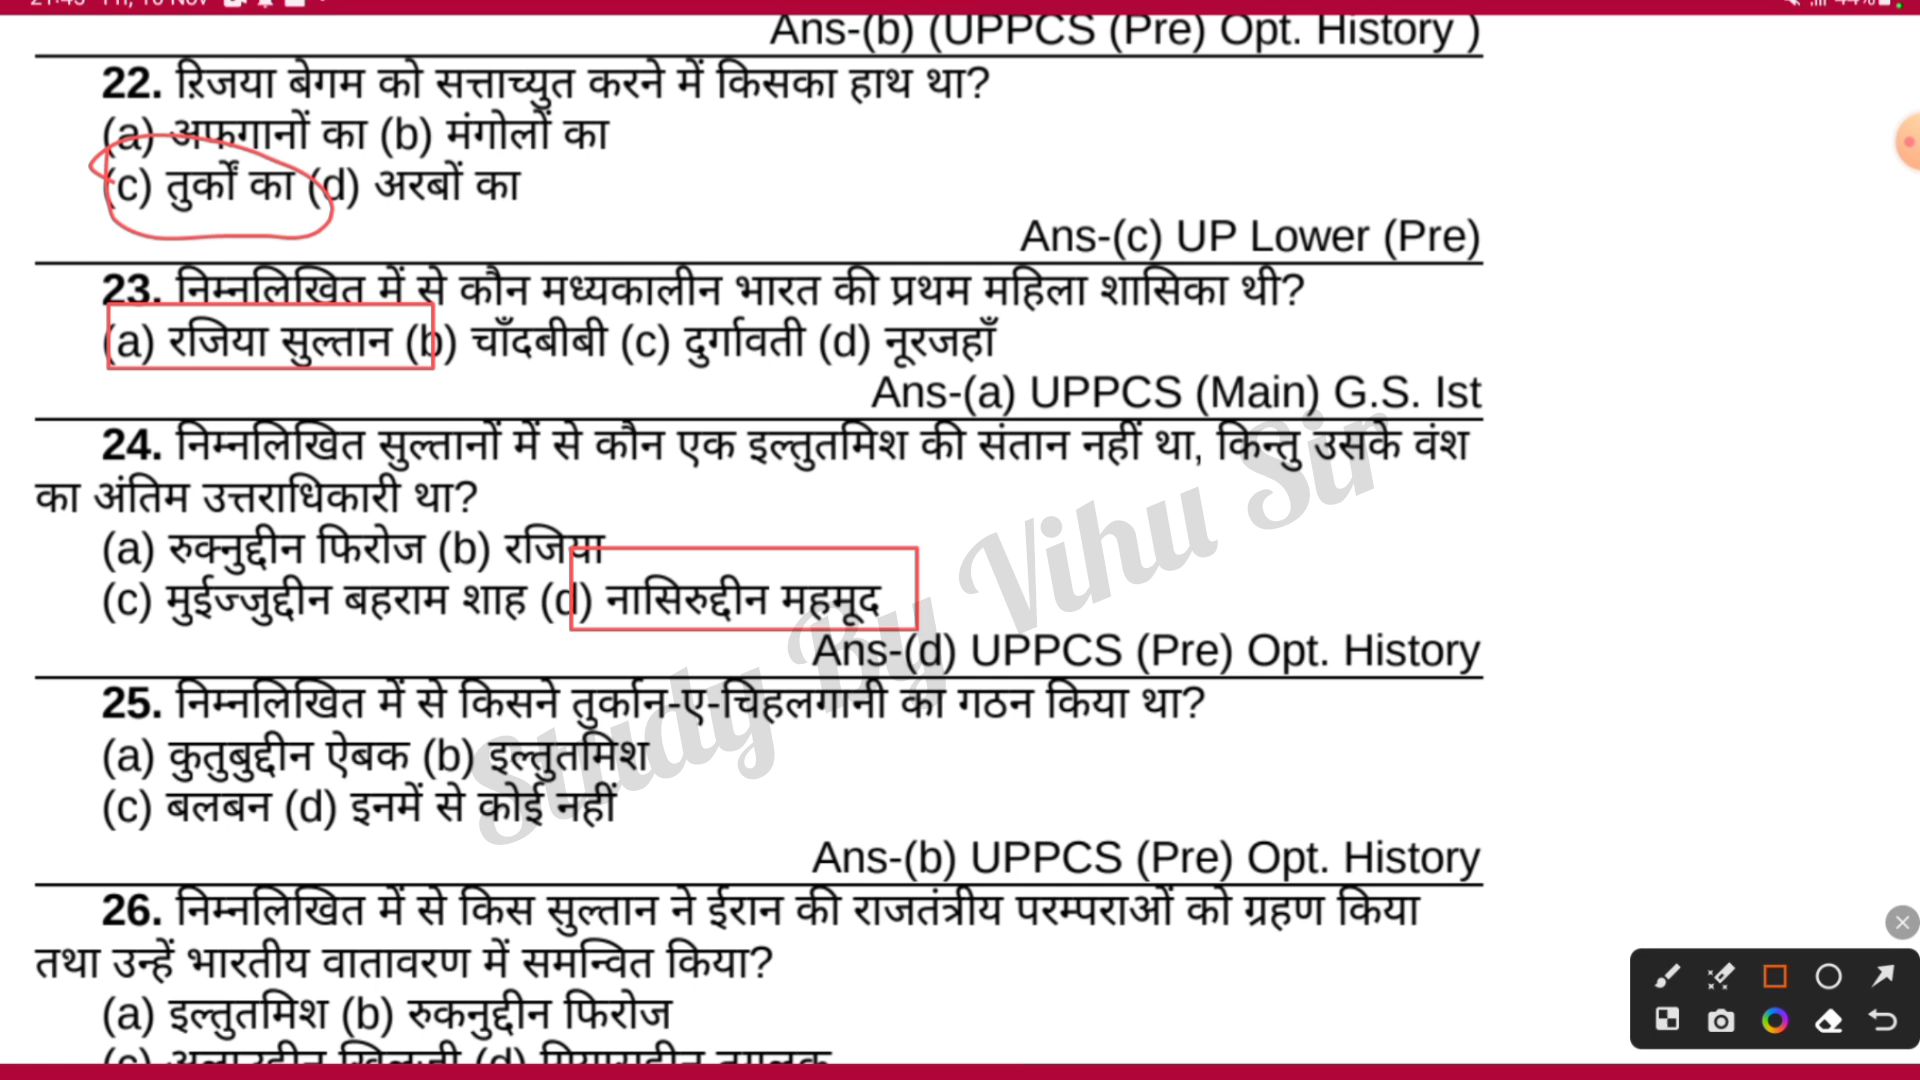 Ans-(b) (UPPCS (Pre) Opt. History )
22. रज़िया बेगम को सत्ताच्युत करने में किसका हाथ था?
(a) अफगानों का (b) मंगोलों का
(c) तुर्कों का (d) अरबों का
Ans-(c) UP Lower (Pre)
23. निम्नलिखित में से कौन मध्यकालीन भारत की प्रथम महिला शासिका थी?
(a) रजिया सुल्तान (b) चाँदबीबी (c) दुर्गावती (d) नूरजहाँ
Ans-(a) UPPCS (Main) G.S. Ist
24. निम्नलिखित सुल्तानों में से कौन एक इल्तुतमिश की संतान नहीं था, किन्तु उसके वंश
का अंतिम उत्तराधिकारी था?
(a) रुक्नुद्दीन फिरोज (b) रजिया
(c) मुईज्जुद्दीन बहराम शाह (d) नासिरुद्दीन महमूद
Ans-(d) UPPCS (Pre) Opt. History
25. निम्नलिखित में से किसने तुर्कान-ए-चिहलगानी का गठन किया था?
(a) कुतुबुद्दीन ऐबक (b) इल्तुतमिश
(c) बलबन (d) इनमें से कोई नहीं
Ans-(b) UPPCS (Pre) Opt. History
26. निम्नलिखित में से किस सुल्तान ने ईरान की राजतंत्रीय परम्पराओं को ग्रहण किया
तथा उन्हें भारतीय वातावरण में समन्वित किया?
(a) इल्तुतमिश (b) रुकनुद्दीन फिरोज
Study By Vihu Sir